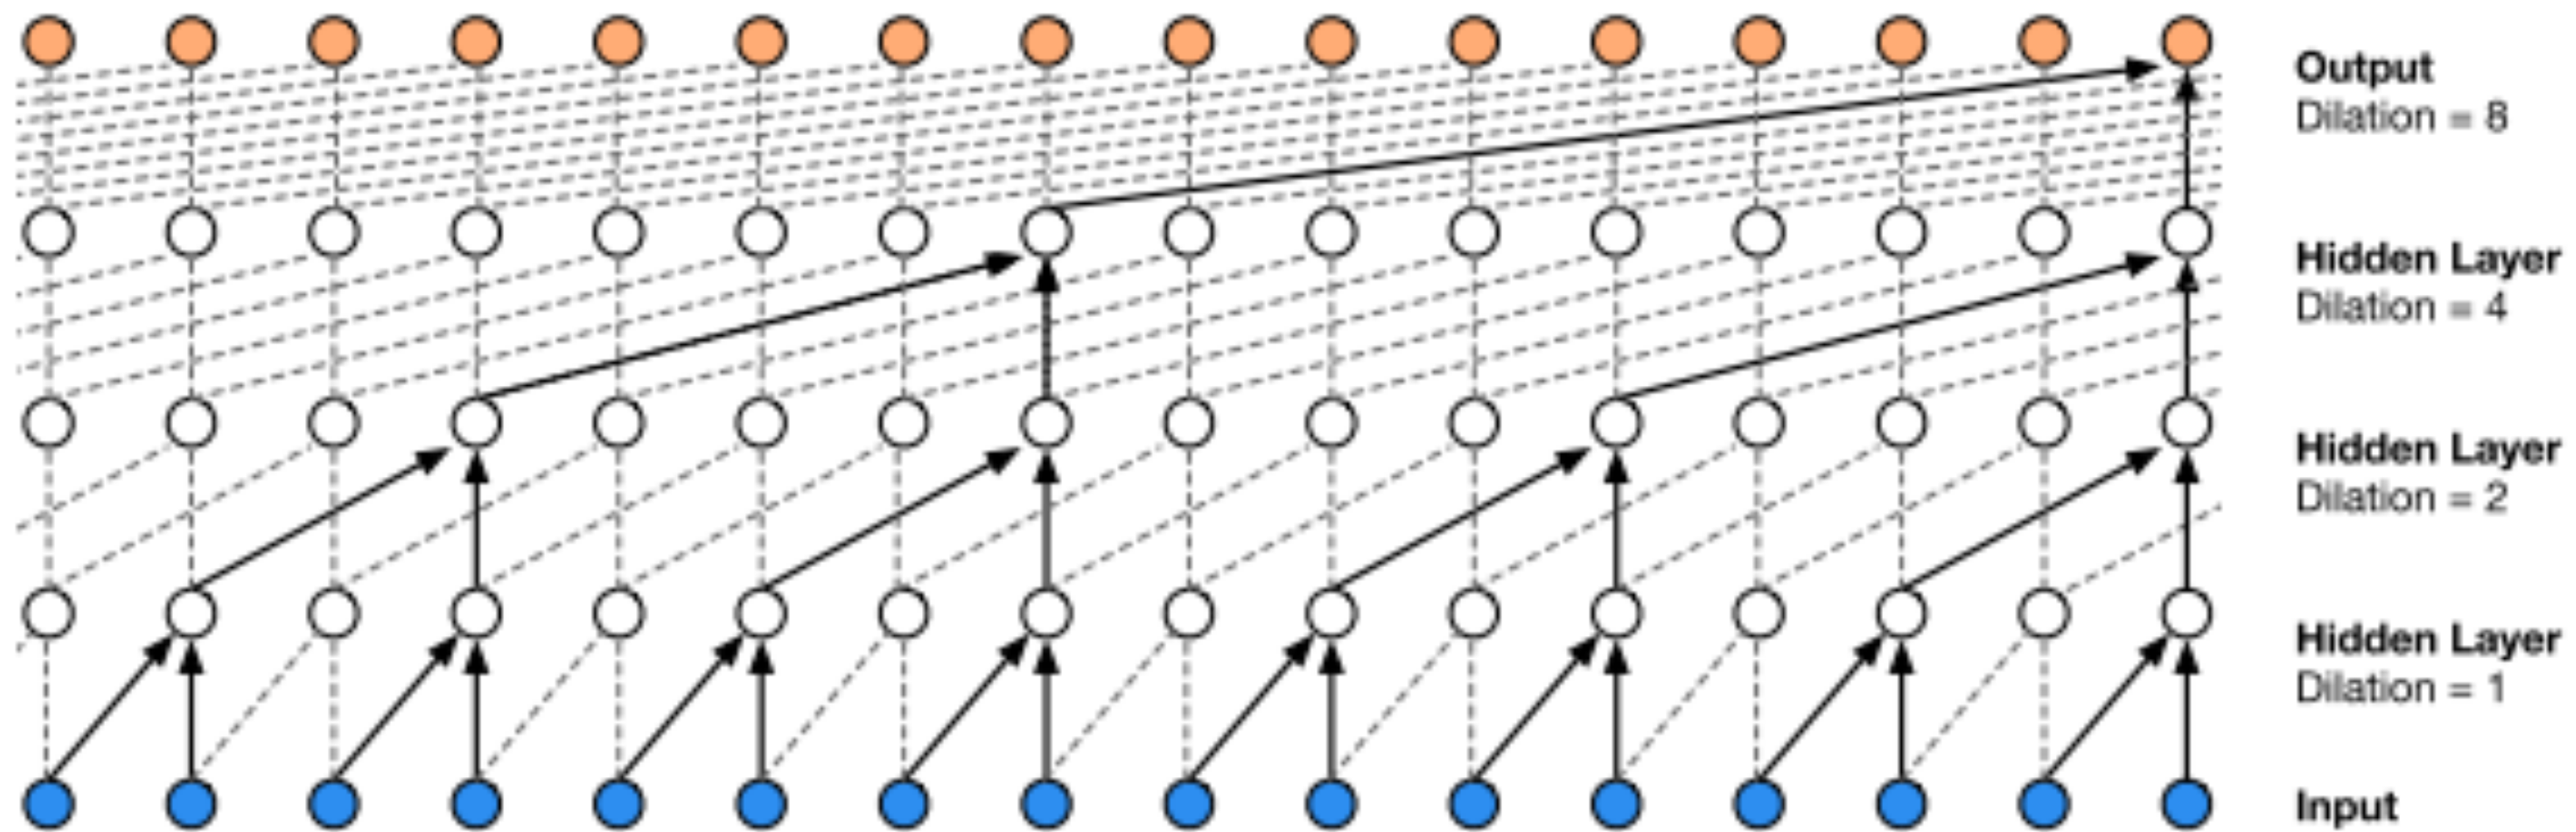 Output
Dilation = 8
Hidden Layer
Dilation = 4
Hidden Layer
Dilation = 2
Hidden Layer
Dilation = 1
Input